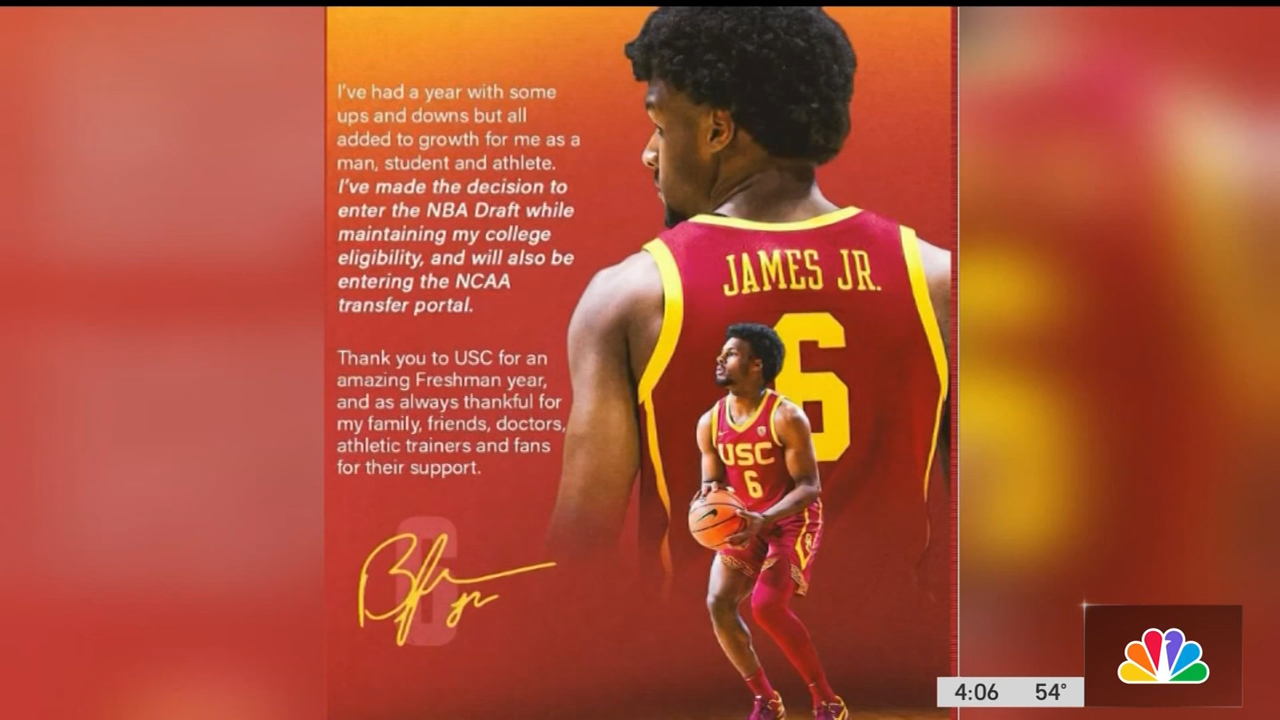 I've had a year with some
ups and downs but all
added to growth for me as a
man, student and athlete.
I've made the decision to
enter the NBA Draft while
maintaining my college
eligibility, and will also be
entering the NCAA
transfer portal.
Thank you to USC for an
amazing Freshman year,
and as always thankful for
my family, friends, doctors,
athletic trainers and fans
for their support.
JAMES JR.
6
USC
6
4:06 54°